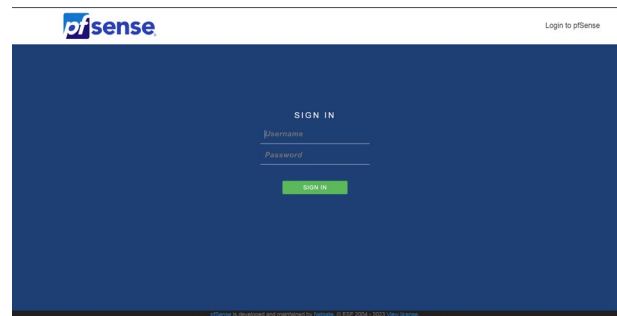 pfsense
Login to pfSense
SIGN IN
Username
Password
SIGN IN
pfSense is developed and maintained by Netgate. © ESF 2004 - 2023 View license.